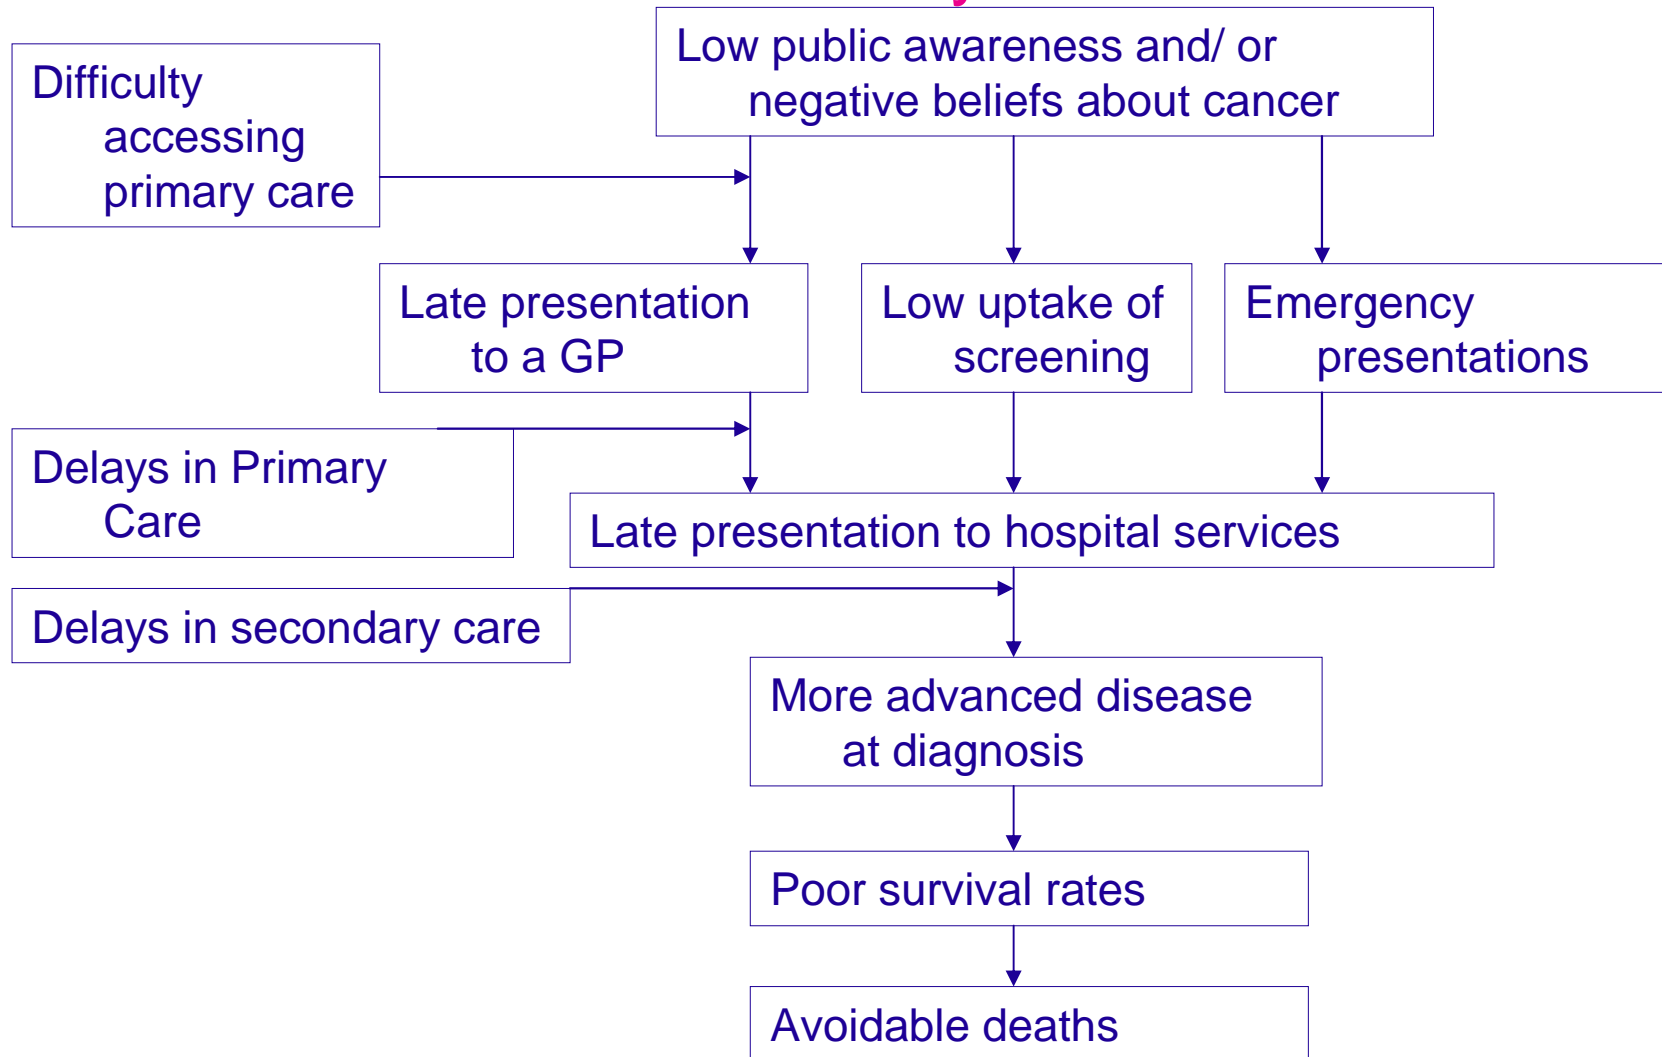 Low public awareness and/ or
negative beliefs about cancer
Difficulty
accessing
primary care
Late presentation
to a GP
Low uptake of
screening
Emergency
presentations
Delays in Primary
Care
Late presentation to hospital services
Delays in secondary care
More advanced disease
at diagnosis
Poor survival rates
Avoidable deaths